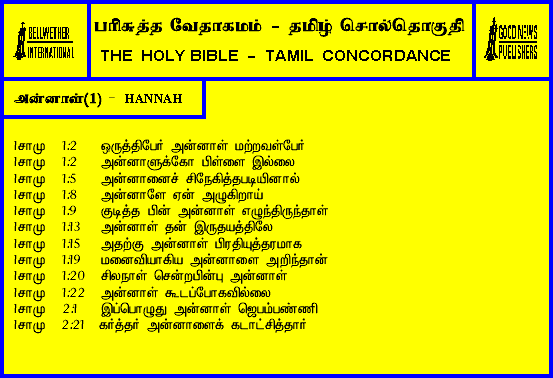 BELLWETHER
INTERNATIONAL
பரிசுத்த வேதாகமம் - தமிழ் சொல்தொகுதி
THE HOLY BIBLE - TAMIL CONCORDANCE
GOOD NEWS
PUBLISHERS
அன்னாள்(1) - HANNAH
1சாமு 1:2 ஒருத்திபேர் அன்னாள் மற்றவள்பேர்
1சாமு 1:2 அன்னாளுக்கோ பிள்ளை இல்லை
1சாமு 1:5 அன்னாளைச் சிநேகித்தபடியினால்
1சாமு 1:8 அன்னாளே ஏன் அழுகிறாய்
1சாமு 1:9 குடித்த பின் அன்னாள் எழுந்திருந்தாள்
1சாமு 1:13 அன்னாள் தன் இருதயத்திலே
1சாமு 1:15 அதற்கு அன்னாள் பிரதியுத்தரமாக
1சாமு 1:19 மனைவியாகிய அன்னாளை அறிந்தான்
1சாமு 1:20 சிலநாள் சென்றபின்பு அன்னாள்
1சாமு 1:22 அன்னாள் கூடப்போகவில்லை
1சாமு 2:1 இப்பொழுது அன்னாள் ஜெபம்பண்ணி
1சாமு 2:21 கர்த்தர் அன்னாளைக் கடாட்சித்தார்